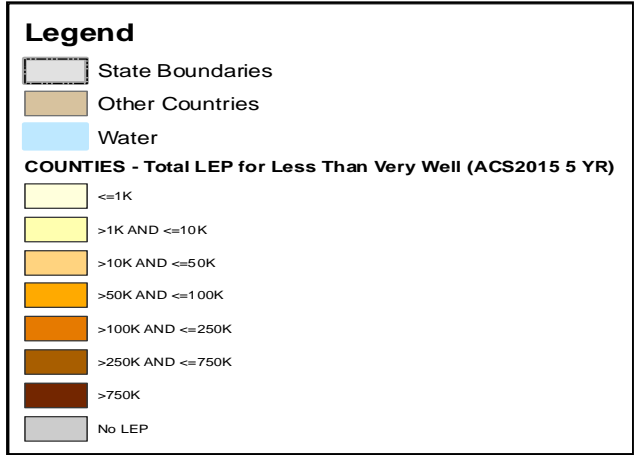 Legend
State Boundaries
Other Countries
Water
COUNTIES - Total LEP for Less Than Very Well (ACS2015 5 YR)
<=1K
>1K AND <=10K
>10K AND <=50K
>50K AND <=100K
>100K AND <=250K
>250K AND <=750K
>750K
No LEP